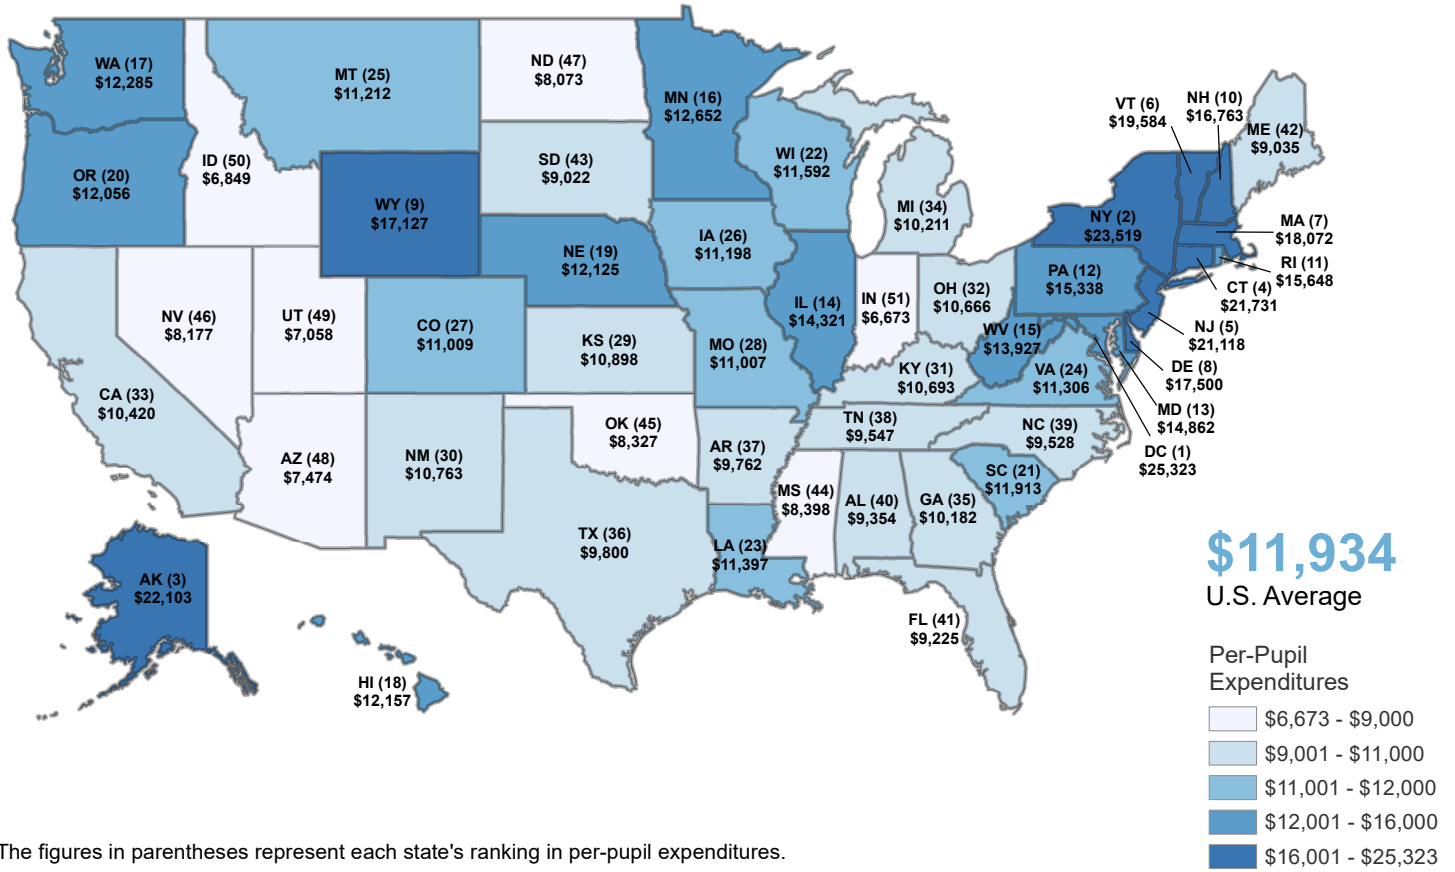 WA (17)
$12,285
MT (25)
$11,212
ND (47)
$8,073
MN (16)
$12,652
VT (6)
$19,584
NH (10)
$16,763
ME (42)
$9,035
OR (20)
$12,056
ID (50)
$6,849
SD (43)
$9,022
WI (22)
$11,592
WY (9)
$17,127
MI (34)
$10,211
NY (2)
$23,519
MA (7)
$18,072
NE (19)
$12,125
IA (26)
$11,198
PA (12)
$15,338
RI (11)
$15,648
CT (4)
$21,731
NV (46)
$8,177
UT (49)
$7,058
CO (27)
$11,009
KS (29)
$10,898
MO (28)
$11,007
IL (14)
$14,321
IN (51)
$6,673
OH (32)
$10,666
WV (15)
$13,927
NJ (5)
$21,118
DE (8)
$17,500
CA (33)
$10,420
KY (31)
$10,693
VA (24)
$11,306
MD (13)
$14,862
DC (1)
$25,323
AZ (48)
$7,474
NM (30)
$10,763
OK (45)
$8,327
AR (37)
$9,762
TN (38)
$9,547
NC (39)
$9,528
SC (21)
$11,913
MS (44)
$8,398
AL (40)
$9,354
GA (35)
$10,182
TX (36)
$9,800
LA (23)
$11,397
FL (41)
$9,225
AK (3)
$22,103
HI (18)
$12,157
$11,934
U.S. Average
Per-Pupil
Expenditures
$6,673 - $9,000
$9,001 - $11,000
$11,001 - $12,000
$12,001 - $16,000
$16,001 - $25,323
The figures in parentheses represent each state's ranking in per-pupil expenditures.